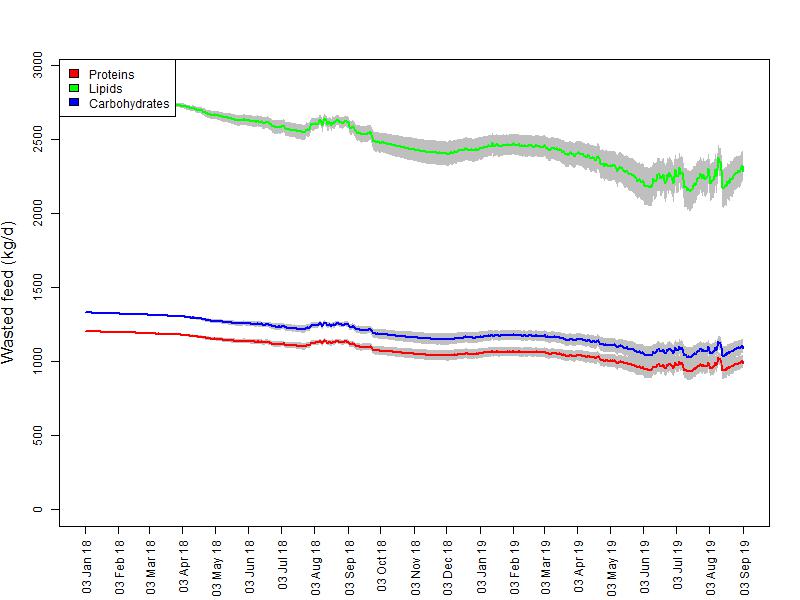 Proteins
Lipids
Carbohydrates
Wasted feed (kg/d)
3000
2500
2000
1500
1000
500
0
03 Jan 18
03 Feb 18
03 Mar 18
03 Apr 18
03 May 18
03 Jun 18
03 Jul 18
03 Aug 18
03 Sep 18
03 Oct 18
03 Nov 18
03 Dec 18
03 Jan 19
03 Feb 19
03 Mar 19
03 Apr 19
03 May 19
03 Jun 19
03 Jul 19
03 Aug 19
03 Sep 19